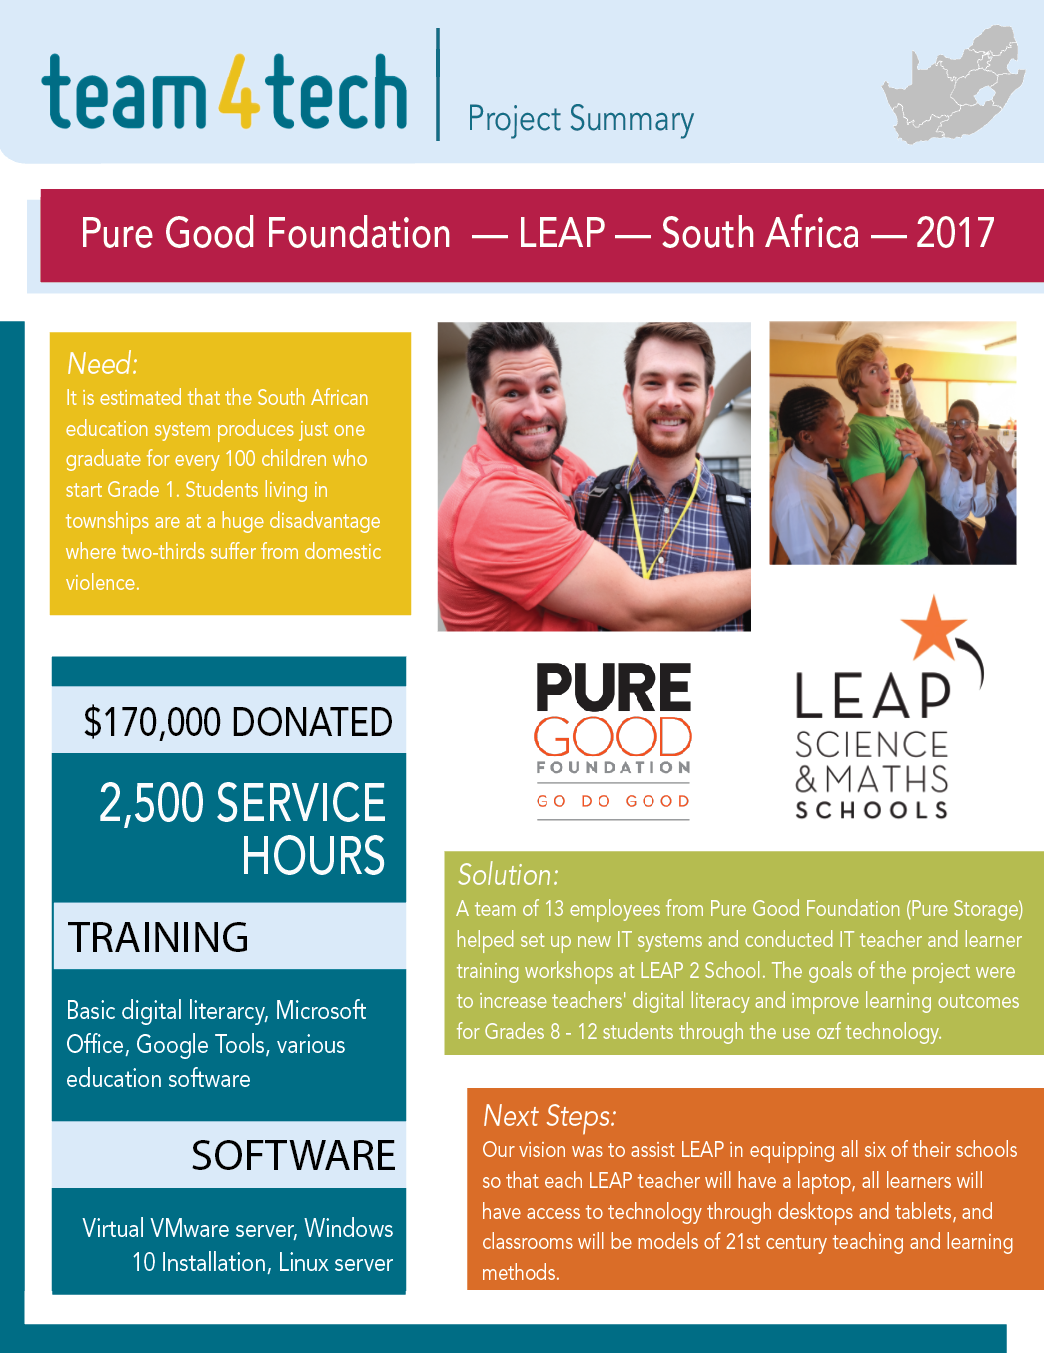 team4tech
Project Summary
Pure Good Foundation — LEAP — South Africa — 2017
Need:
It is estimated that the South African
education system produces just one
graduate for every 100 children who
start Grade 1. Students living in
townships are at a huge disadvantage
where two-thirds suffer from domestic
violence.
$170,000 DONATED
2,500 SERVICE
HOURS
TRAINING
Basic digital literarcy, Microsoft
Office, Google Tools, various
education software
SOFTWARE
Virtual VMware server, Windows
10 Installation, Linux server
PURE
GOOD
FOUNDATION
GO DO GOOD
LEAP
SCIENCE
& MATHS
SCHOOLS
Solution:
A team of 13 employees from Pure Good Foundation (Pure Storage)
helped set up new IT systems and conducted IT teacher and learner
training workshops at LEAP 2 School. The goals of the project were
to increase teachers' digital literacy and improve learning outcomes
for Grades 8 - 12 students through the use ozf technology.
Next Steps:
Our vision was to assist LEAP in equipping all six of their schools
so that each LEAP teacher will have a laptop, all learners will
have access to technology through desktops and tablets, and
classrooms will be models of 21st century teaching and learning
methods.